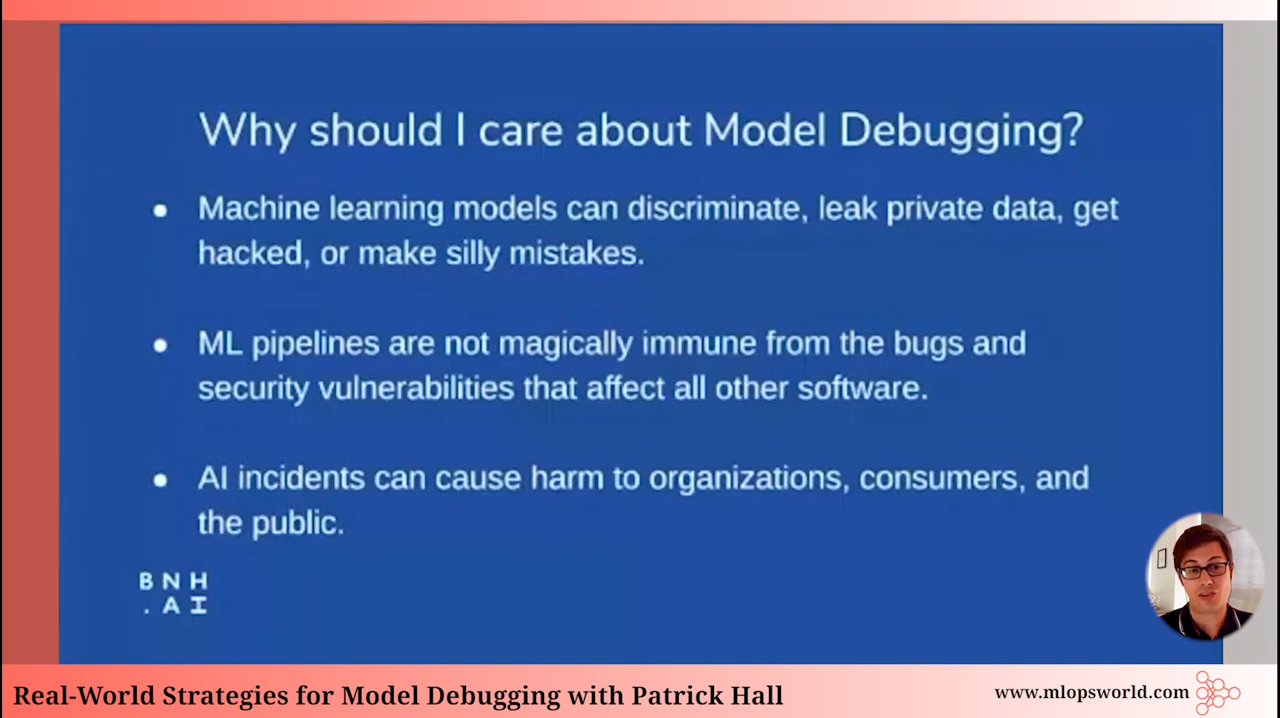 Why should I care about Model Debugging?
● Machine learning models can discriminate, leak private data, get
hacked, or make silly mistakes.
● ML pipelines are not magically immune from the bugs and
security vulnerabilities that affect all other software.
● AI incidents can cause harm to organizations, consumers, and
the public.
BNH
.AI
Real-World Strategies for Model Debugging with Patrick Hall
www.mlopsworld.com